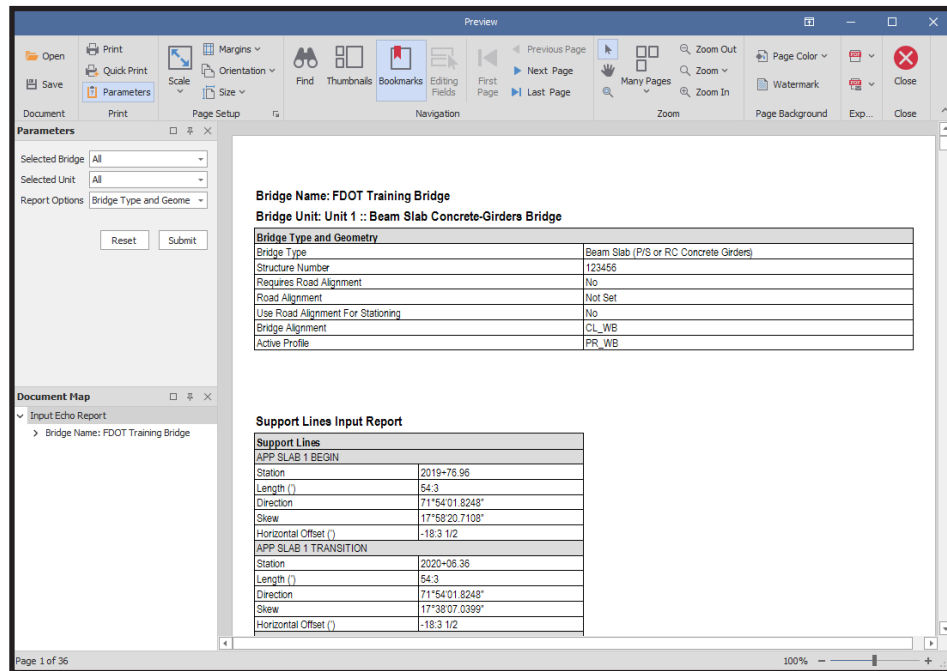 Preview
Open
Save
Document
Print
Quick Print
Parameters
Print
Scale
Margins
Orientation
Size
Page Setup
Find
Thumbnails
Bookmarks
Editing Fields
First Page
Previous Page
Next Page
Last Page
Navigation
Many Pages
Zoom Out
Zoom
Zoom In
Zoom
Page Color
Watermark
Page Background
PDF
PDF
Exp...
Close
Close
Parameters
Selected Bridge All
Selected Unit All
Report Options Bridge Type and Geome
Reset Submit
Document Map
Input Echo Report
Bridge Name: FDOT Training Bridge
Bridge Name: FDOT Training Bridge
Bridge Unit: Unit 1 :: Beam Slab Concrete-Girders Bridge
Bridge Type and Geometry
Bridge Type Beam Slab (P/S or RC Concrete Girders)
Structure Number 123456
Requires Road Alignment No
Road Alignment Not Set
Use Road Alignment For Stationing No
Bridge Alignment CL_WB
Active Profile PR_WB
Support Lines Input Report
Support Lines
APP SLAB 1 BEGIN
Station 2019+76.96
Length (') 54:3
Direction 71°54'01.8248"
Skew 17°58'20.7108"
Horizontal Offset (') -18:3 1/2
APP SLAB 1 TRANSITION
Station 2020+06.36
Length (') 54:3
Direction 71°54'01.8248"
Skew 17°38'07.0399"
Horizontal Offset (') -18:3 1/2
Page 1 of 36
100%